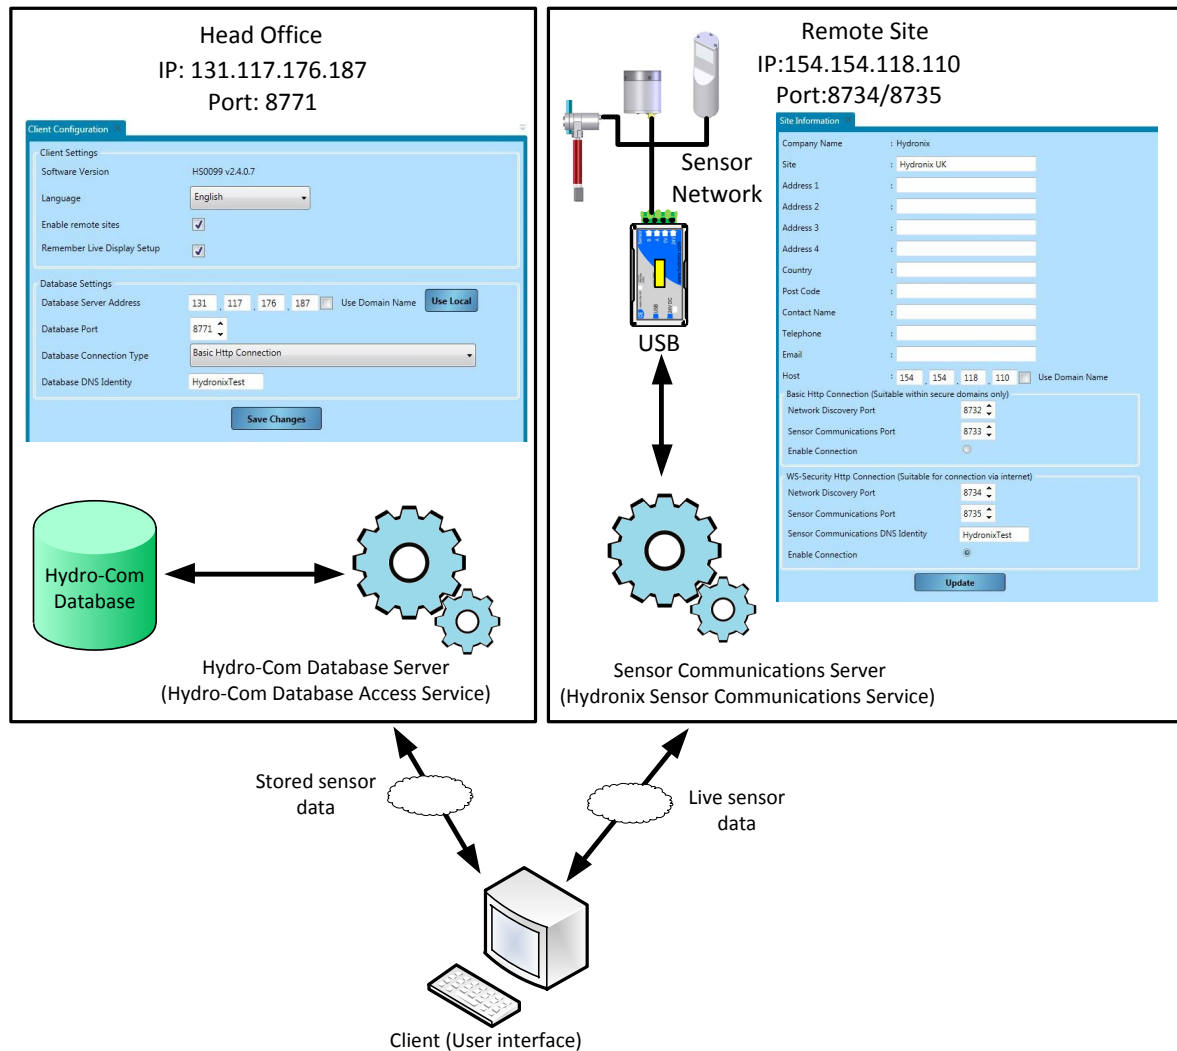 Head Office
IP: 131.117.176.187
Port: 8771
Client Configuration
Client Settings
Software Version HS0099 v2.4.0.7
Language English
Enable remote sites
Remember Live Display Setup
Database Settings
Database Server Address 131 . 117 . 176 . 187 Use Domain Name Use Local
Database Port 8771
Database Connection Type Basic Http Connection
Database DNS Identity HydronixTest
Save Changes
Hydro-Com
Database
Hydro-Com Database Server
(Hydro-Com Database Access Service)
Remote Site
IP:154.154.118.110
Port:8734/8735
Sensor
Network
USB
USB
Site Information
Company Name : Hydronix
Site : Hydronix UK
Address 1 :
Address 2 :
Address 3 :
Address 4 :
Country :
Post Code :
Contact Name :
Telephone :
Email :
Host : 154 . 154 . 118 . 110 Use Domain Name
Basic Http Connection (Suitable within secure domains only)
Network Discovery Port 8732
Sensor Communications Port 8733
Enable Connection
WS-Security Http Connection (Suitable for connection via internet)
Network Discovery Port 8734
Sensor Communications Port 8735
Sensor Communications DNS Identity HydronixTest
Enable Connection
Update
Sensor Communications Server
(Hydronix Sensor Communications Service)
Stored sensor
data
Live sensor
data
Client (User interface)